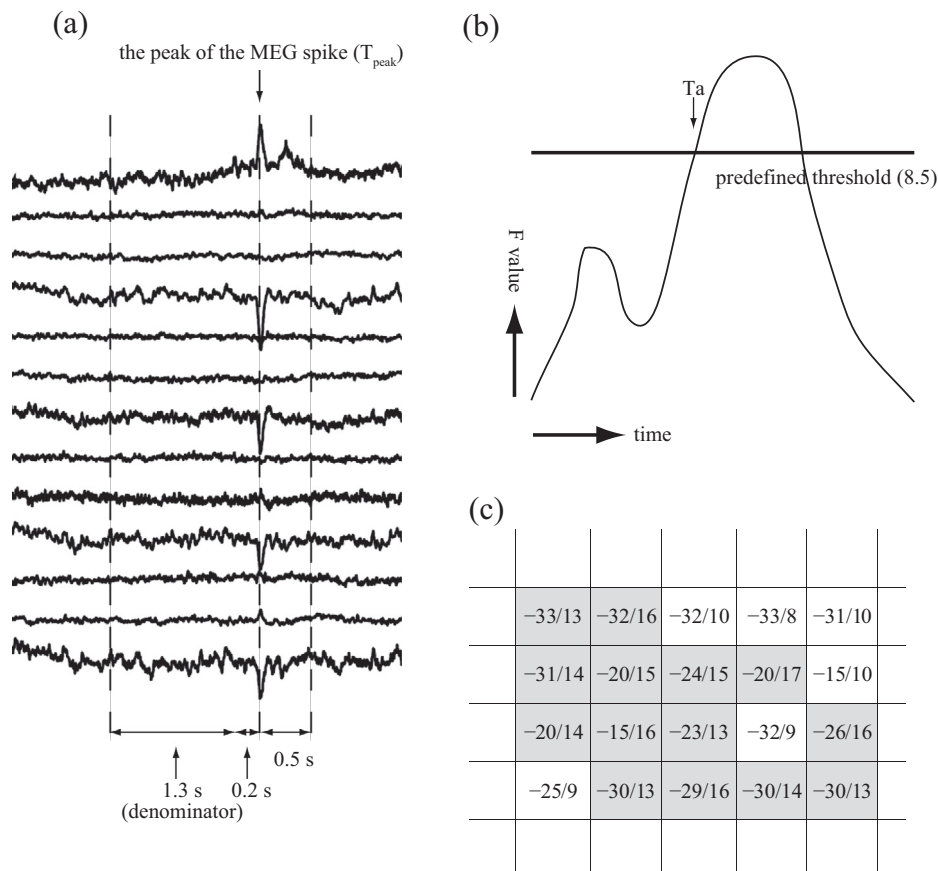 (a)
the peak of the MEG spike (Tpeak)
1.3 s
(denominator)
0.2 s
0.5 s
(b)
Ta
predefined threshold (8.5)
F value
time
(c)
−33/13 −32/16 −32/10 −33/8 −31/10
−31/14 −20/15 −24/15 −20/17 −15/10
−20/14 −15/16 −23/13 −32/9 −26/16
−25/9 −30/13 −29/16 −30/14 −30/13